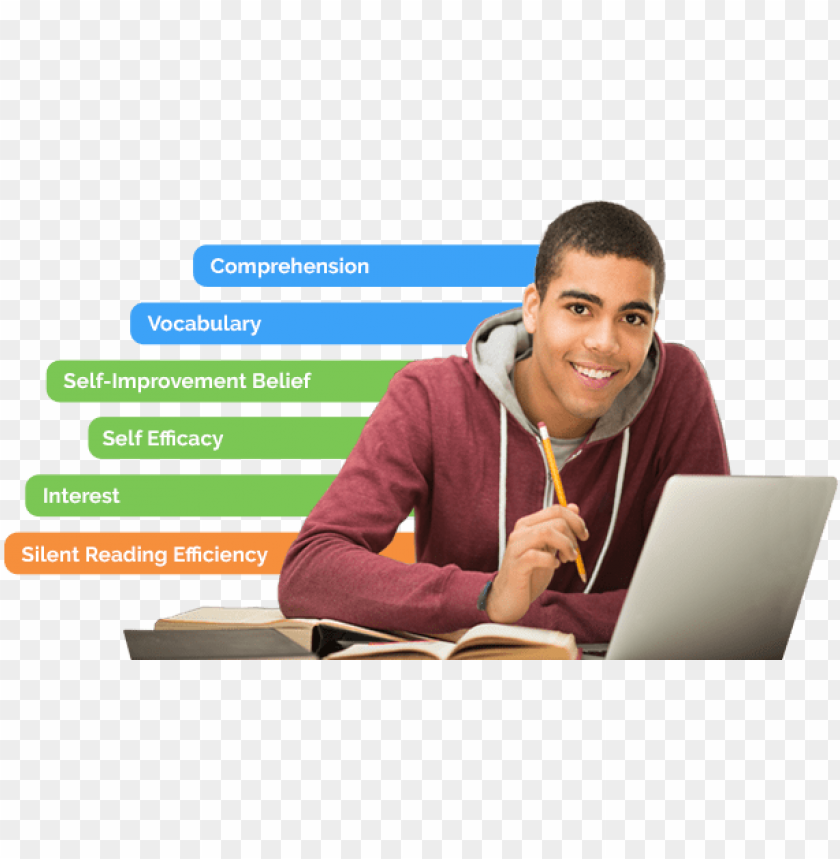 Comprehension
Vocabulary
Self-Improvement Belief
Self Efficacy
Interest
Silent Reading Efficiency